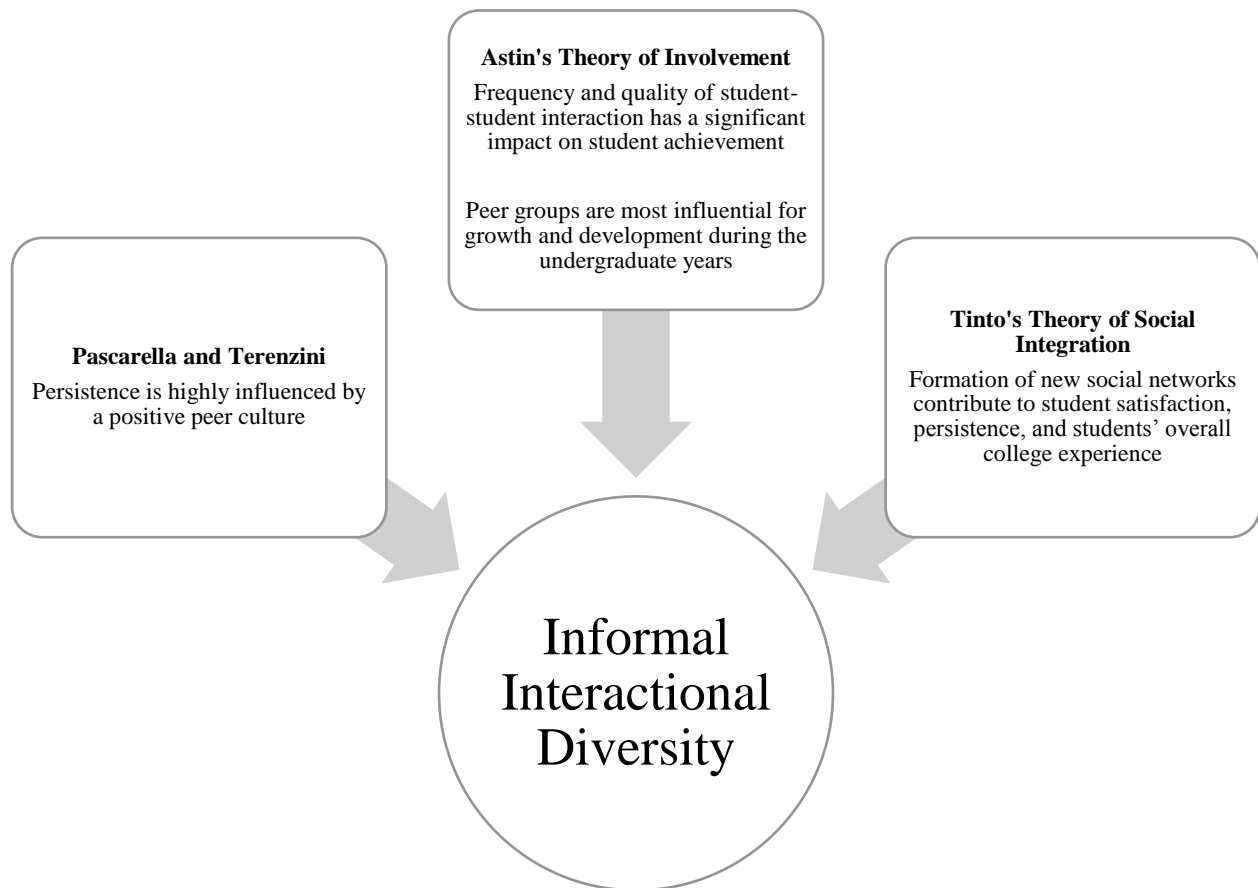 Astin's Theory of Involvement
Frequency and quality of student-
student interaction has a significant
impact on student achievement
Peer groups are most influential for
growth and development during the
undergraduate years
Pascarella and Terenzini
Persistence is highly influenced by
a positive peer culture
Tinto's Theory of Social
Integration
Formation of new social networks
contribute to student satisfaction,
persistence, and students’ overall
college experience
Informal
Interactional
Diversity